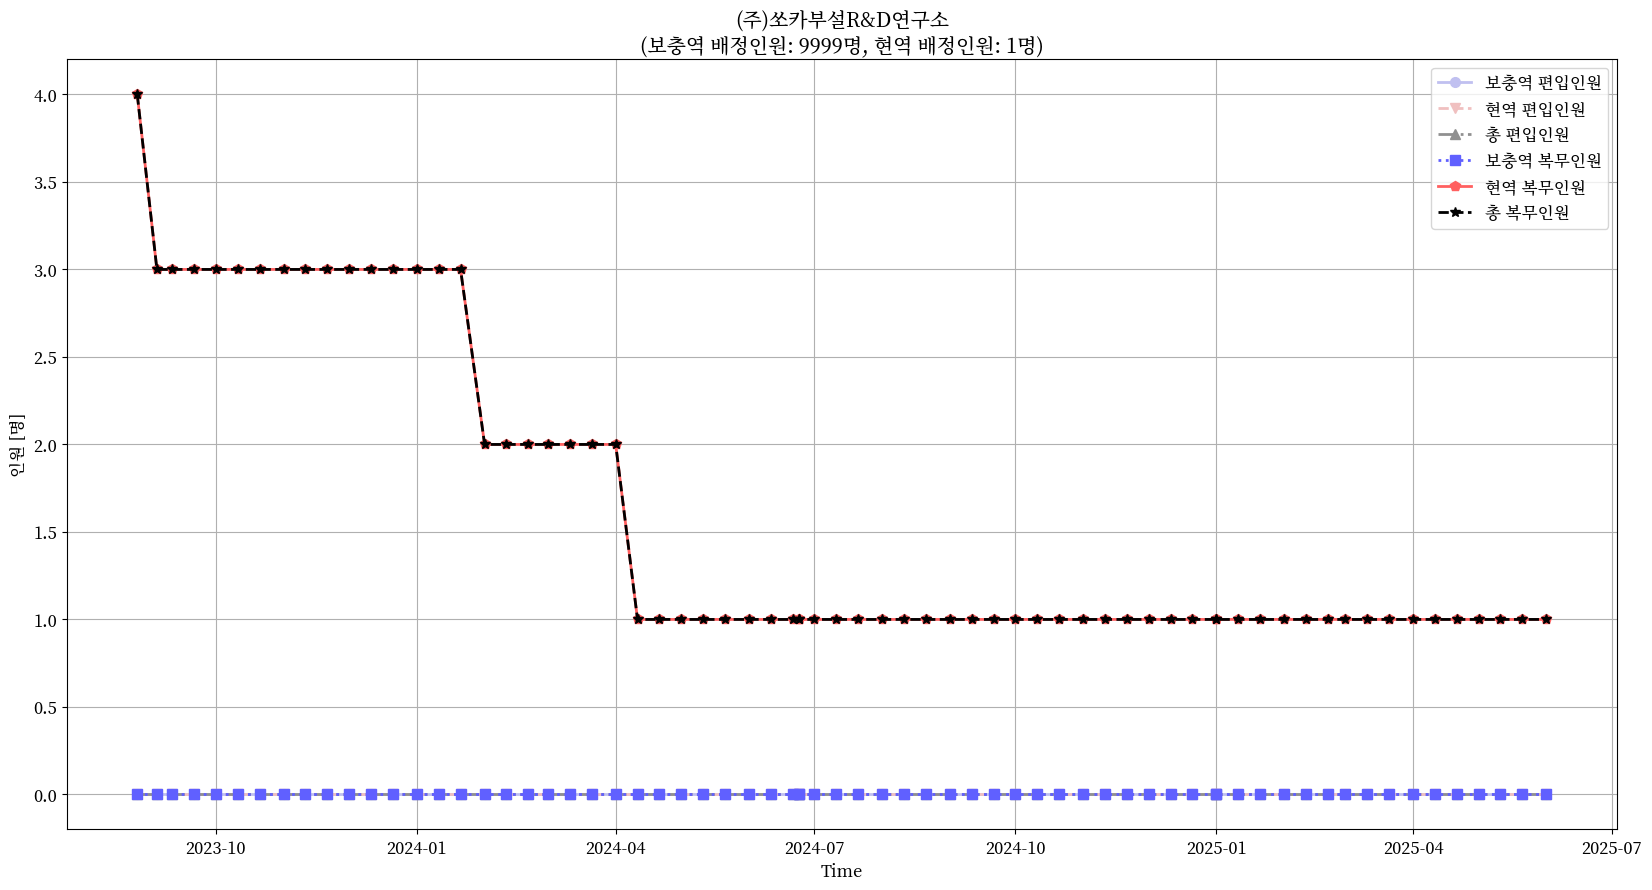 (주)쏘카부설R&D연구소
(보충역 배정인원: 9999명, 현역 배정인원: 1명)
보충역 편입인원
현역 편입인원
총 편입인원
보충역 복무인원
현역 복무인원
총 복무인원
인원 [명]
4.0
3.5
3.0
2.5
2.0
1.5
1.0
0.5
0.0
2023-10
2024-01
2024-04
2024-07
2024-10
2025-01
2025-04
2025-07
Time